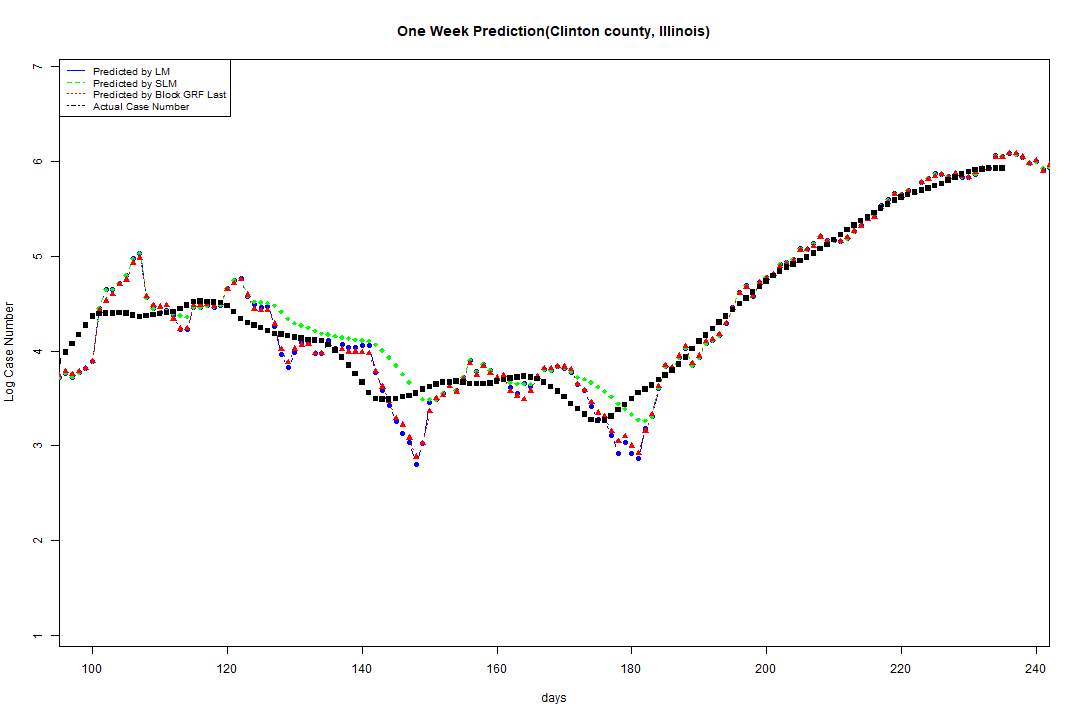 One Week Prediction(Clinton county, Illinois)
7
6
5
4
3
2
1
Log Case Number
Predicted by LM
Predicted by SLM
Predicted by Block GRF Last
Actual Case Number
100 120 140 160 180 200 220 240
days